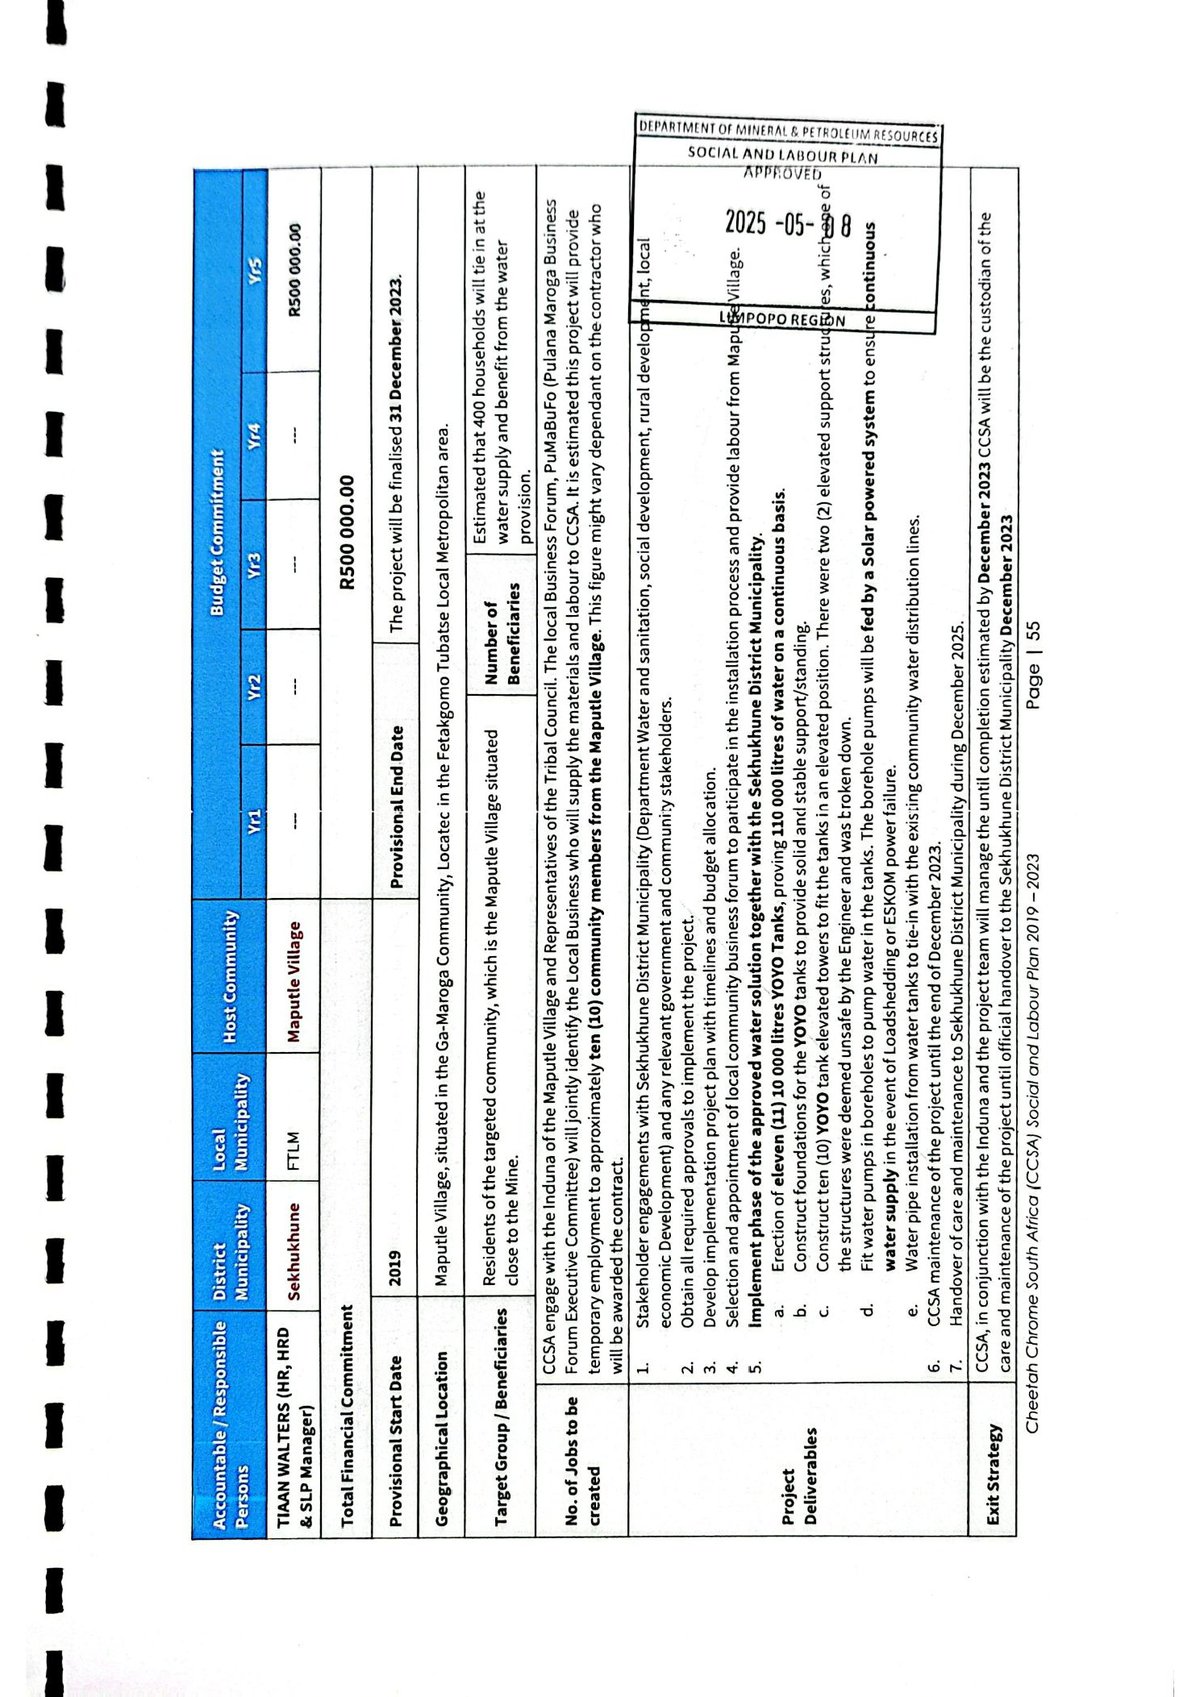 Accountable / Responsible Persons
District Municipality
Local Municipality
Host Community
Budget Commitment
Yr1
Yr2
Yr3
Yr4
Yr5
TIAAN WALTERS (HR, HRD & SLP Manager)
Sekhukhune
FTLM
Maputle Village
---
---
---
---
R500 000.00
Total Financial Commitment
R500 000.00
Provisional Start Date
2019
Provisional End Date
The project will be finalised 31 December 2023.
Geographical Location
Maputle Village, situated in the Ga-Maroga Community, Locatec in the Fetakgomo Tubatse Local Metropolitan area.
Target Group / Beneficiaries
Residents of the targeted community, which is the Maputle Village situated
close to the Mine.
Number of
Beneficiaries
Estimated that 400 households will tie in at the
water supply and benefit from the water
provision.
No. of Jobs to be
created
CCSA engage with the Induna of the Maputle Village and Representatives of the Tribal Council. The local Business Forum, PuMaBuFo (Pulana Maroga Business
Forum Executive Committee) will jointly identify the Local Business who will supply the materials and labour to CCSA. It is estimated this project will provide
temporary employment to approximately ten (10) community members from the Maputle Village. This figure might vary dependant on the contractor who
will be awarded the contract.
Project
Deliverables
1. Stakeholder engagements with Sekhukhune District Municipality (Department Water and sanitation, social development, rural development, local
economic Development) and any relevant government and community stakeholders.
2. Obtain all required approvals to implement the project.
3. Develop implementation project plan with timelines and budget allocation.
4. Selection and appointment of local community business forum to participate in the installation process and provide labour from Maputle Village.
5. Implement phase of the approved water solution together with the Sekhukhune District Municipality.
a. Erection of eleven (11) 10 000 litres YOYO Tanks, proving 110 000 litres of water on a continuous basis.
b. Construct foundations for the YOYO tanks to provide solid and stable support/standing.
c. Construct ten (10) YOYO tank elevated towers to fit the tanks in an elevated position. There were two (2) elevated support structures, which one of
the structures were deemed unsafe by the Engineer and was broken down.
d. Fit water pumps in boreholes to pump water in the tanks. The borehole pumps will be fed by a Solar powered system to ensure continuous
water supply in the event of Loadshedding or ESKOM power failure.
e. Water pipe installation from water tanks to tie-in with the existing community water distribution lines.
6. CCSA maintenance of the project until the end of December 2023.
7. Handover of care and maintenance to Sekhukhune District Municipality during December 2025.
Exit Strategy
CCSA, in conjunction with the Induna and the project team will manage the until completion estimated by December 2023 CCSA will be the custodian of the
care and maintenance of the project until official handover to the Sekhukhune District Municipality December 2023
Cheetah Chrome South Africa (CCSA) Social and Labour Plan 2019 – 2023
Page | 55
DEPARTMENT OF MINERAL & PETROLEUM RESOURCES
SOCIAL AND LABOUR PLAN
APPROVED
2025 -05- 08
LIMPOPO REGION